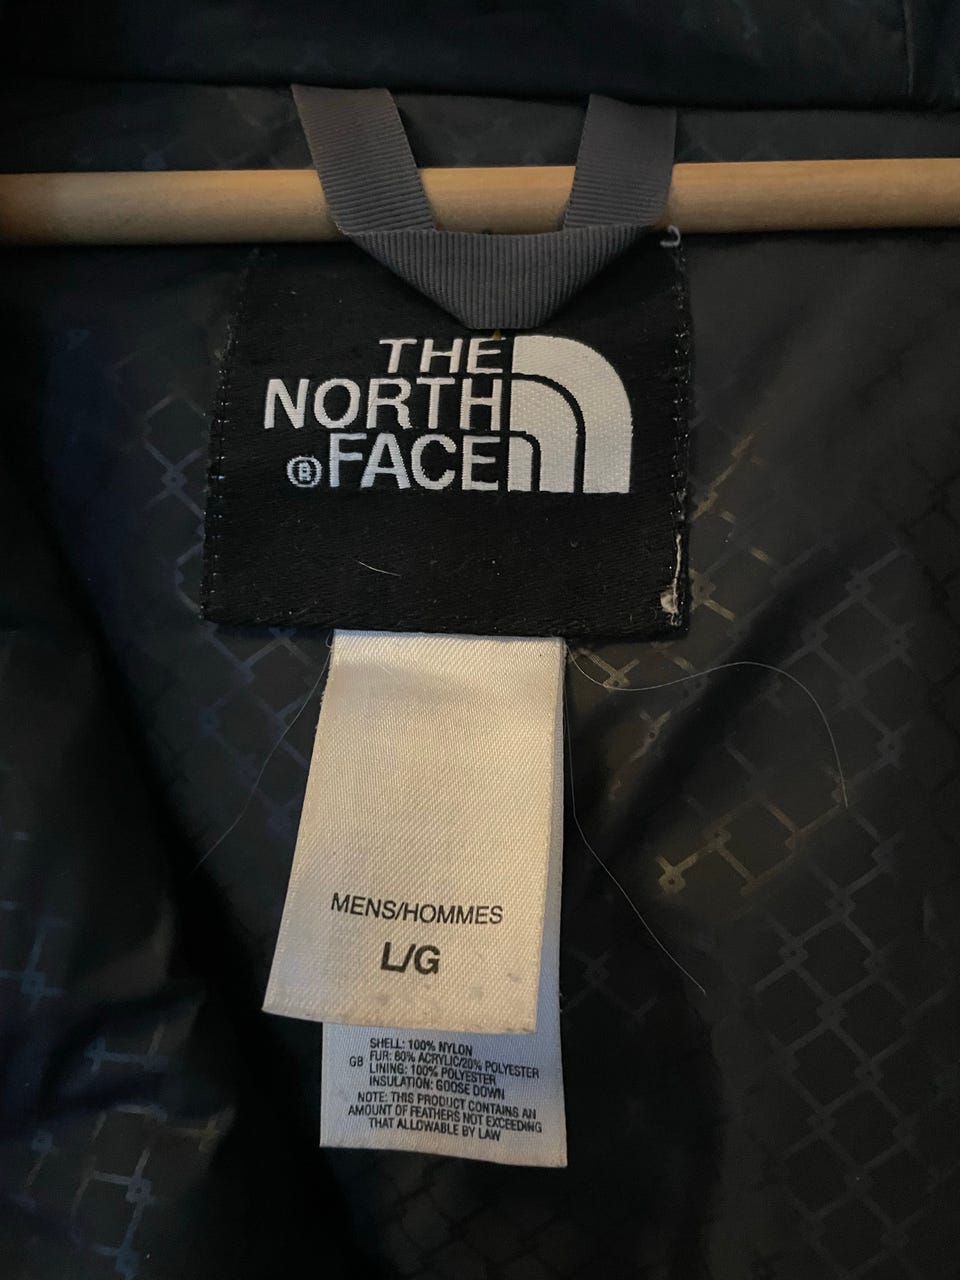 THE
NORTH
®FACE
MENS/HOMMES
L/G
SHELL: 100% NYLON
GB FUR: 80% ACRYLIC/20% POLYESTER
LINING: 100% POLYESTER
INSULATION: GOOSE DOWN
NOTE: THIS PRODUCT CONTAINS AN
AMOUNT OF FEATHERS NOT EXCEEDING
THAT ALLOWABLE BY LAW